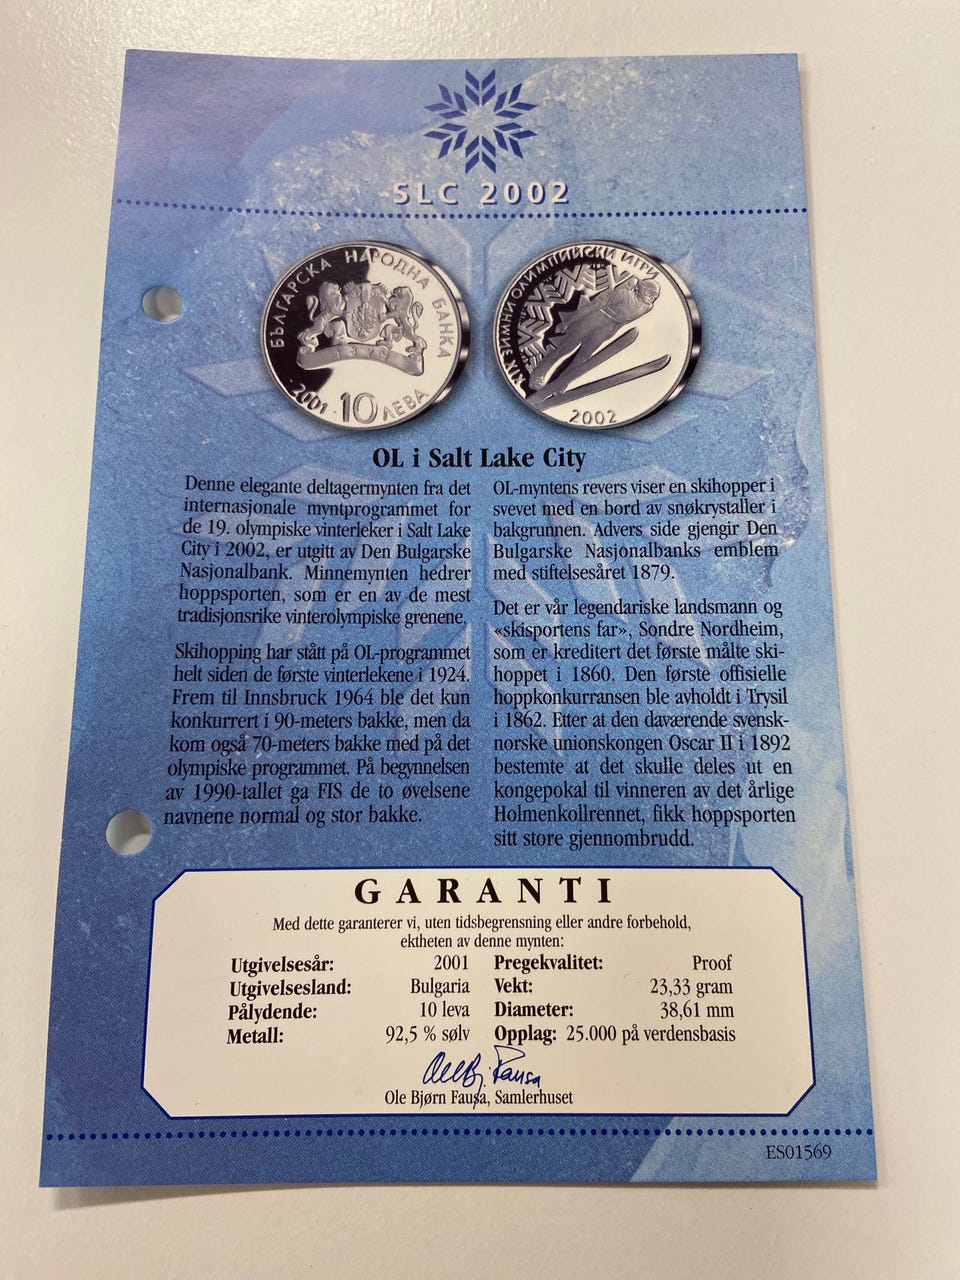 SLC 2002
БЪЛГАРСКА НАРОДНА БАНКА
1879
· 2001 · 10 ЛЕВА
XIX ЗИМНИ ОЛИМПИЙСКИ ИГРИ
2002
OL i Salt Lake City
Denne elegante deltagermynten fra det
internasjonale myntprogrammet for
de 19. olympiske vinterleker i Salt Lake
City i 2002, er utgitt av Den Bulgarske
Nasjonalbank. Minnemynten hedrer
hoppsporten, som er en av de mest
tradisjonsrike vinterolympiske grenene.
Skihopping har stått på OL-programmet
helt siden de første vinterlekene i 1924.
Frem til Innsbruck 1964 ble det kun
konkurrert i 90-meters bakke, men da
kom også 70-meters bakke med på det
olympiske programmet. På begynnelsen
av 1990-tallet ga FIS de to øvelsene
navnene normal og stor bakke.
OL-myntens revers viser en skihopper i
svevet med en bord av snøkrystaller i
bakgrunnen. Advers side gjengir Den
Bulgarske Nasjonalbanks emblem
med stiftelsesåret 1879.
Det er vår legendariske landsmann og
«skisportens far», Sondre Nordheim,
som er kreditert det første målte ski-
hoppet i 1860. Den første offisielle
hoppkonkurransen ble avholdt i Trysil
i 1862. Etter at den daværende svensk-
norske unionskongen Oscar II i 1892
bestemte at det skulle deles ut en
kongepokal til vinneren av det årlige
Holmenkollrennet, fikk hoppsporten
sitt store gjennombrudd.
GARANTI
Med dette garanterer vi, uten tidsbegrensning eller andre forbehold,
ektheten av denne mynten:
Utgivelsesår: 2001 Pregekvalitet: Proof
Utgivelsesland: Bulgaria Vekt: 23,33 gram
Pålydende: 10 leva Diameter: 38,61 mm
Metall: 92,5 % sølv Opplag: 25.000 på verdensbasis
Ole Bj. Fausa
Ole Bjørn Fausa, Samlerhuset
ES01569